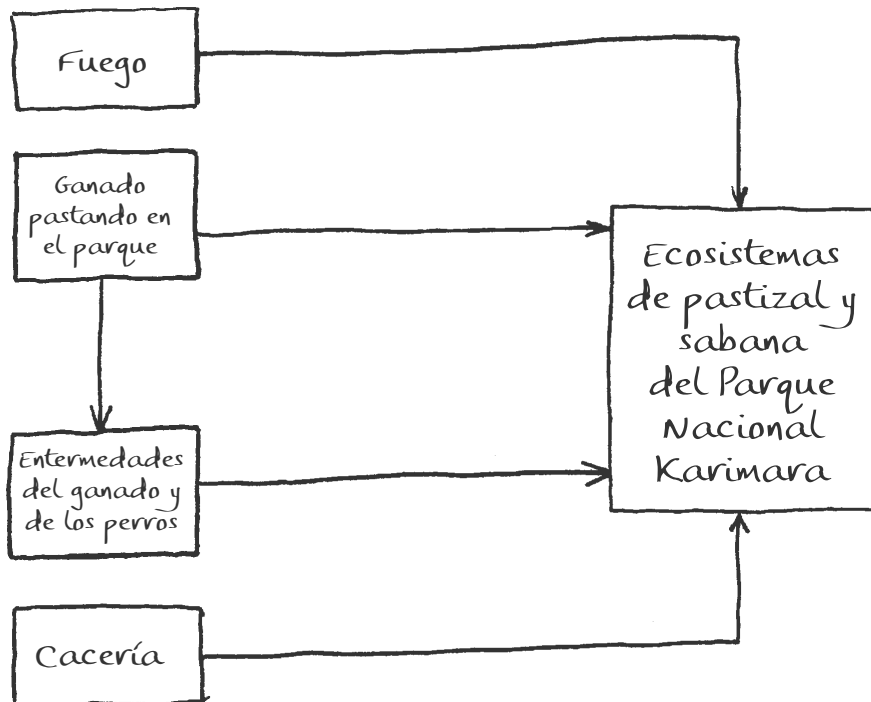 Fuego
Ganado
pastando en
el parque
Entermedades
del ganado y
de los perros
Cacería
Ecosistemas
de pastizal y
sabana
del Parque
Nacional
Karimara